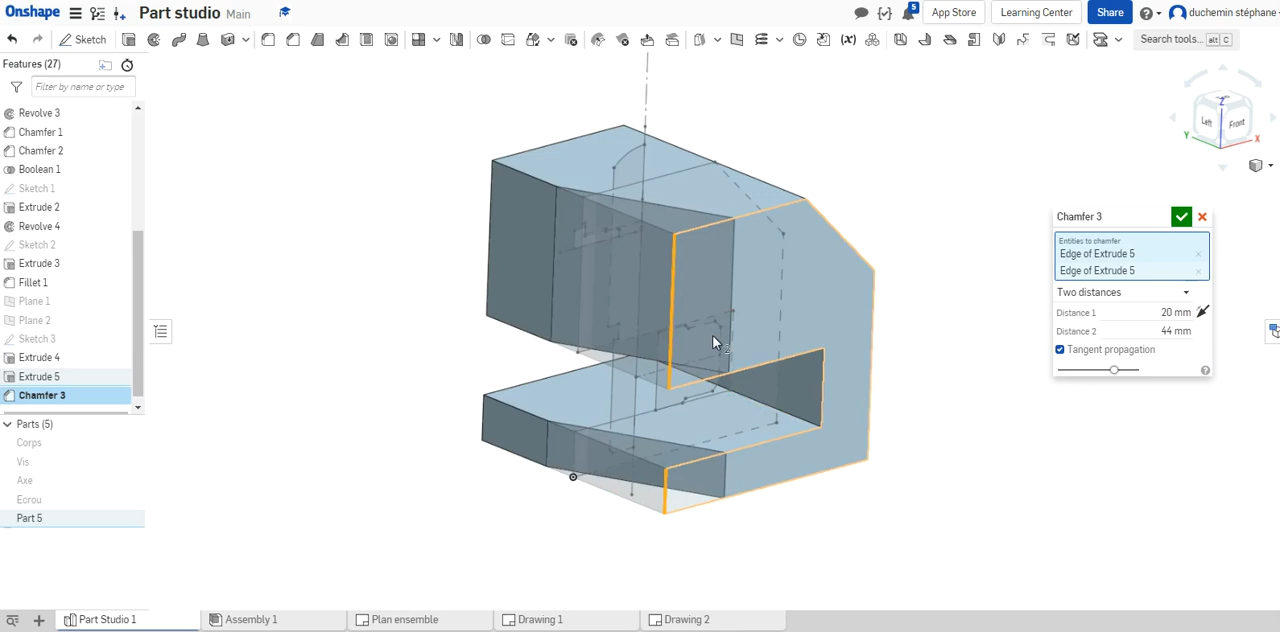 Onshape
Part studio Main
5
App Store
Learning Center
Share
duchemin stéphane
Sketch
Search tools... alt C
Features (27)
Filter by name or type
Revolve 3
Chamfer 1
Chamfer 2
Boolean 1
Sketch 1
Extrude 2
Revolve 4
Sketch 2
Extrude 3
Fillet 1
Plane 1
Plane 2
Sketch 3
Extrude 4
Extrude 5
Chamfer 3
Parts (5)
Corps
Vis
Axe
Ecrou
Part 5
Z
Left
Front
Y
X
Chamfer 3
Entities to chamfer
Edge of Extrude 5
Edge of Extrude 5
Two distances
Distance 1 20 mm
Distance 2 44 mm
Tangent propagation
Part Studio 1
Assembly 1
Plan ensemble
Drawing 1
Drawing 2